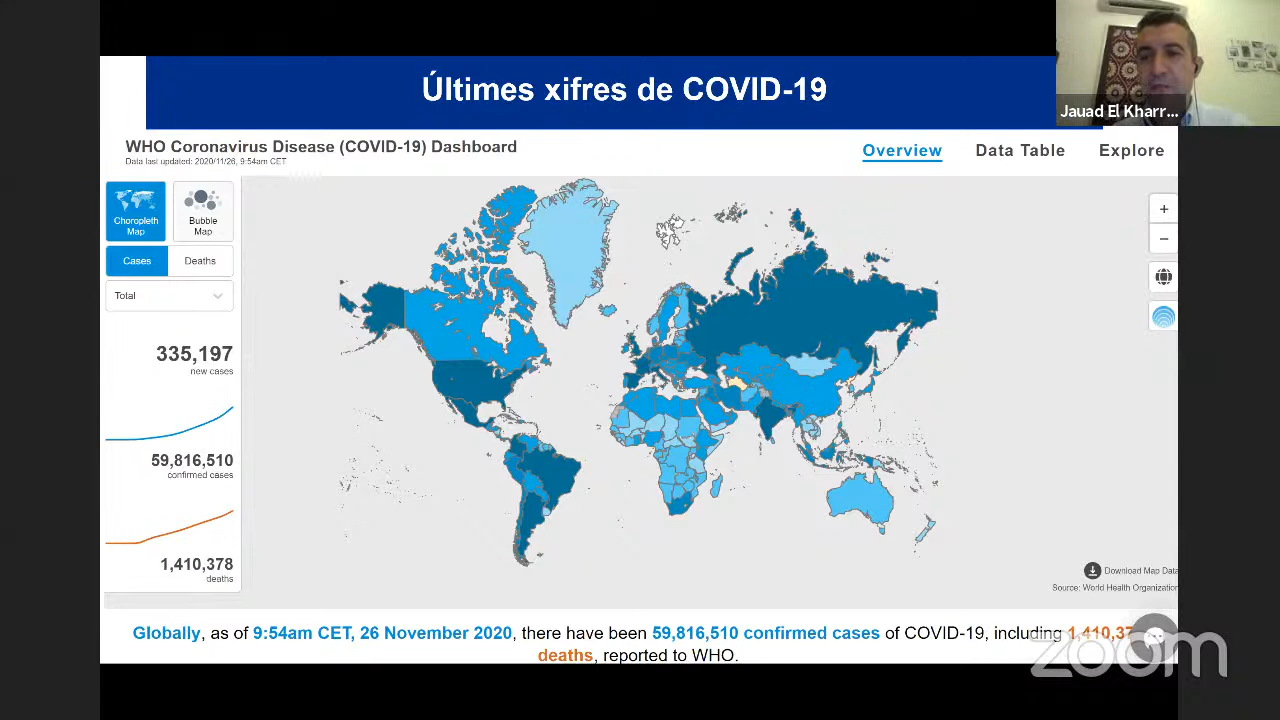 Últimes xifres de COVID-19
Jauad El Kharr...
WHO Coronavirus Disease (COVID-19) Dashboard
Data last updated: 2020/11/26, 9:54am CET
Overview
Data Table
Explore
Choropleth
Map
Bubble
Map
Cases
Deaths
Total
+
−
335,197
new cases
59,816,510
confirmed cases
1,410,378
deaths
Download Map Data
Source: World Health Organization
Globally, as of 9:54am CET, 26 November 2020, there have been 59,816,510 confirmed cases of COVID-19, including 1,410,37
deaths, reported to WHO.
zoom